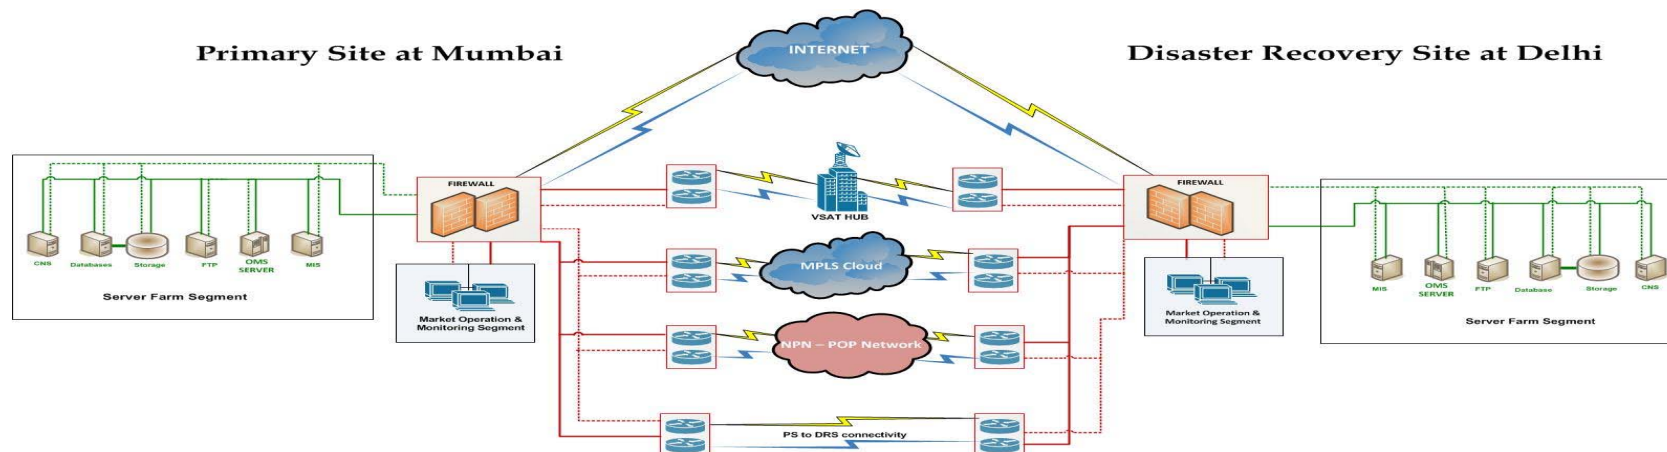 INTERNET
Primary Site at Mumbai
Disaster Recovery Site at Delhi
FIREWALL
FIREWALL
VSAT HUB
CNS
Databases
Storage
FTP
OMS
SERVER
MIS
Server Farm Segment
Market Operation &
Monitoring Segment
MPLS Cloud
NPN – POP Network
PS to DRS connectivity
Market Operation &
Monitoring Segment
MIS
OMS
SERVER
FTP
Database
Storage
CNS
Server Farm Segment